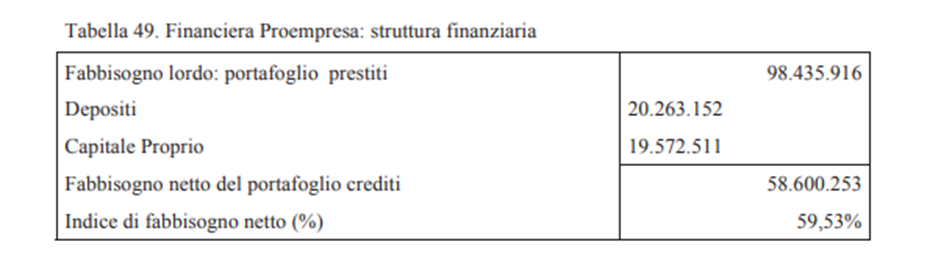 Tabella 49. Financiera Proempresa: struttura finanziaria
Fabbisogno lordo: portafoglio prestiti 98.435.916
Depositi 20.263.152
Capitale Proprio 19.572.511
Fabbisogno netto del portafoglio crediti 58.600.253
Indice di fabbisogno netto (%) 59,53%